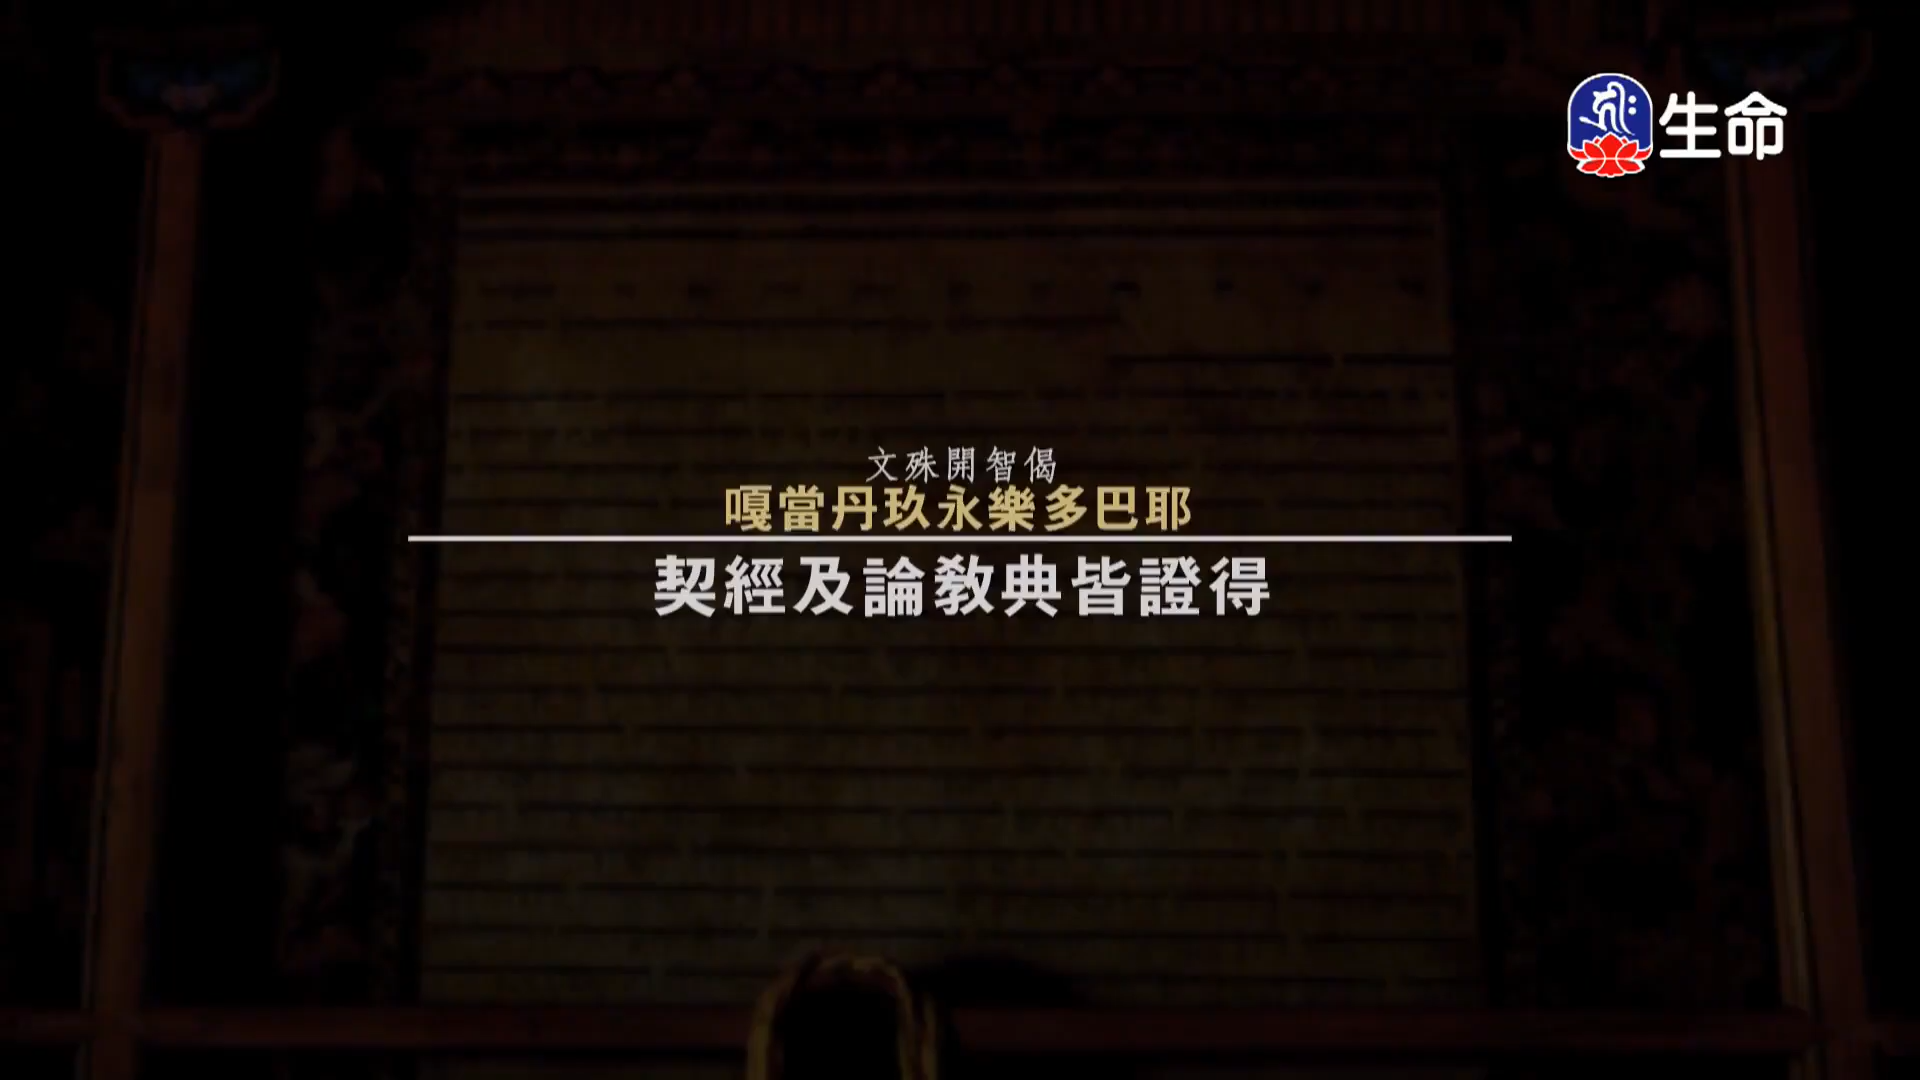 生命
文殊開智偈
嘎當丹玖永樂多巴耶
契經及論教典皆證得